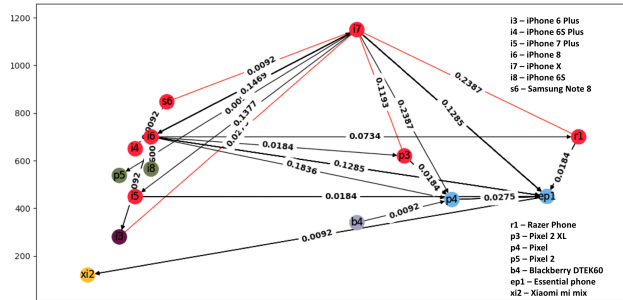 1200
i7
i3 – iPhone 6 Plus
i4 – iPhone 6S Plus
i5 – iPhone 7 Plus
i6 – iPhone 8
i7 – iPhone X
i8 – iPhone 6S
s6 – Samsung Note 8
1000
0.0092
0.1469
0.1377
0.1193
0.2387
0.2387
0.1285
s6
800
i6
0.0734
r1
i4
0.0184
p3
600
p5
i8
0.1836
0.1285
0.0184
0.0184
i5
0.0184
p4
0.0275
ep1
400
b4
0.0092
i3
0.0092
200
xi2
r1 – Razer Phone
p3 – Pixel 2 XL
p4 – Pixel
p5 – Pixel 2
b4 – Blackberry DTEK60
ep1 – Essential phone
xi2 – Xiaomi mi mix